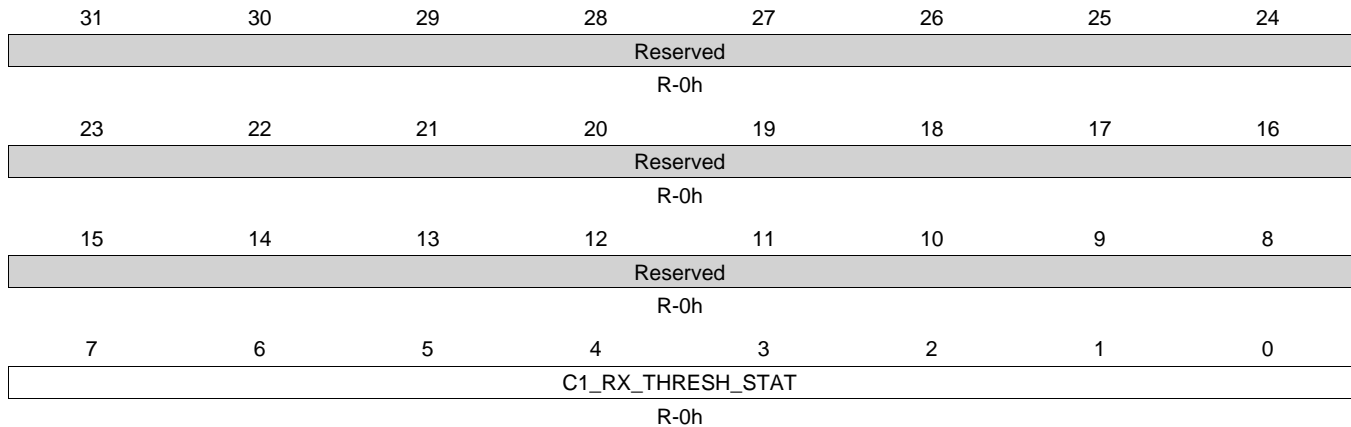 31 30 29 28 27 26 25 24
Reserved
R-0h
23 22 21 20 19 18 17 16
Reserved
R-0h
15 14 13 12 11 10 9 8
Reserved
R-0h
7 6 5 4 3 2 1 0
C1_RX_THRESH_STAT
R-0h